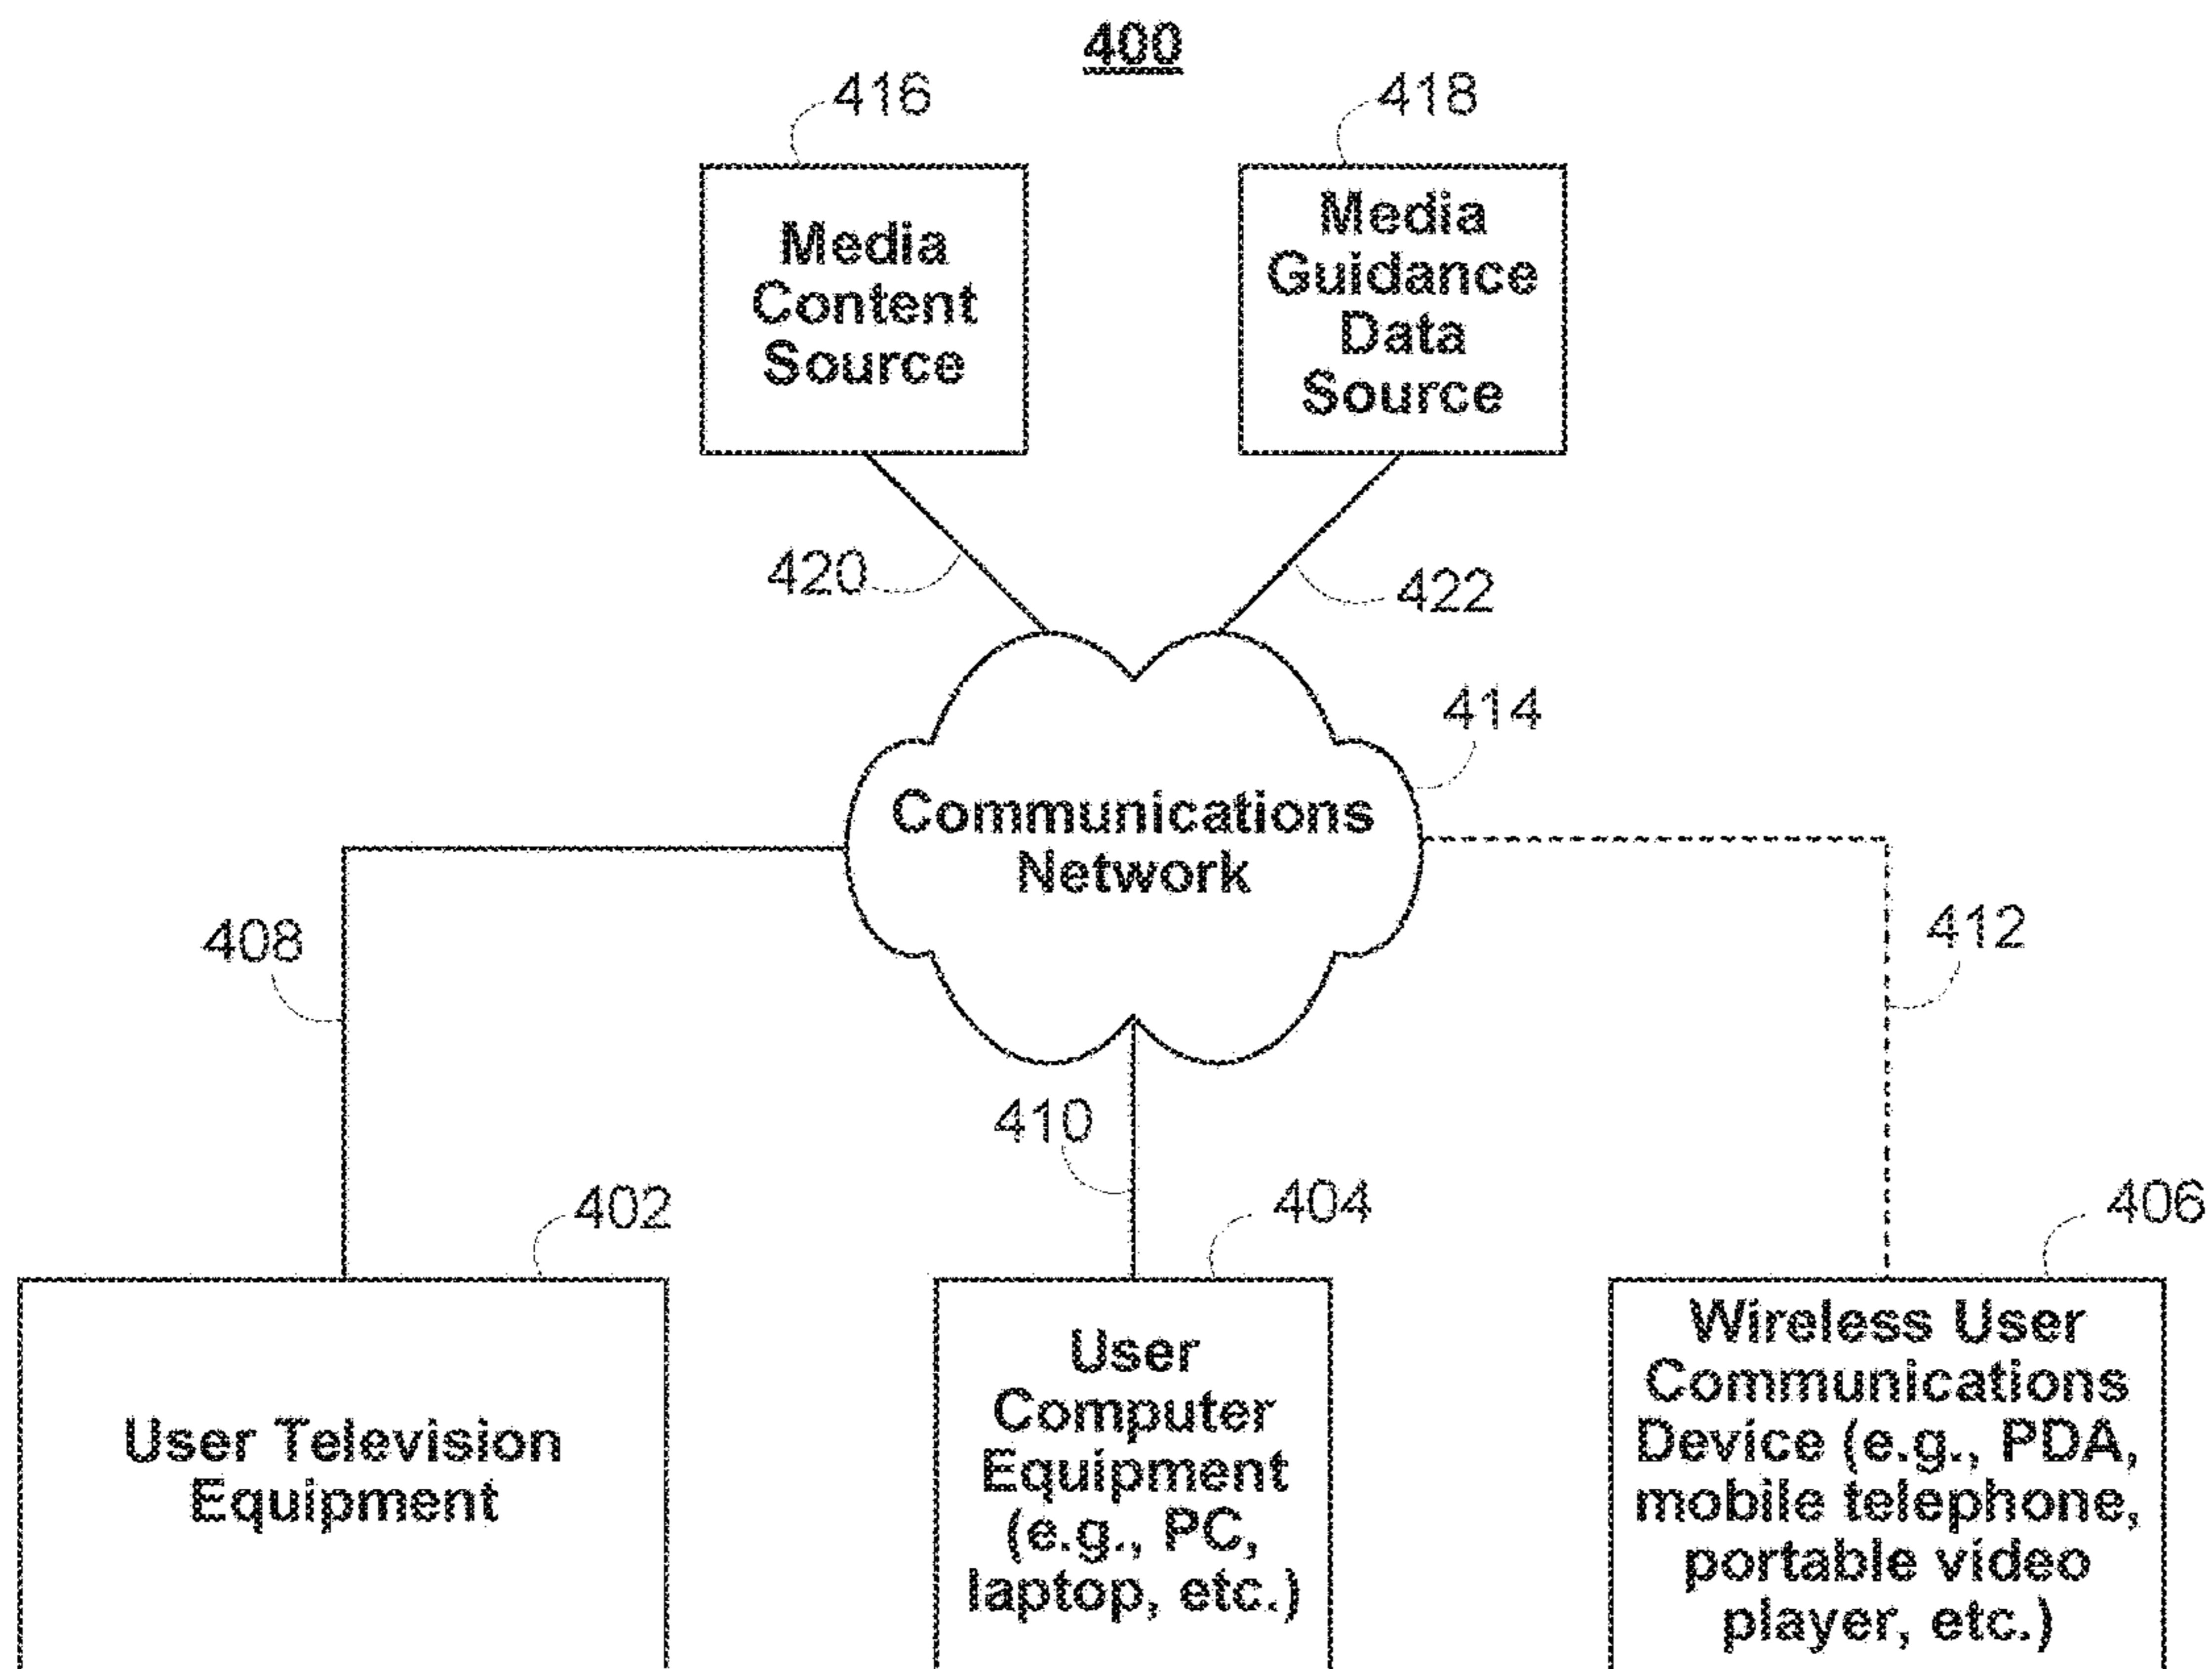 400
416
418
Media
Content
Source
Media
Guidance
Data
Source
420
422
414
Communications
Network
408
412
410
402
404
406
User Television
Equipment
User
Computer
Equipment
(e.g., PC,
laptop, etc.)
Wireless User
Communications
Device (e.g., PDA,
mobile telephone,
portable video
player, etc.)